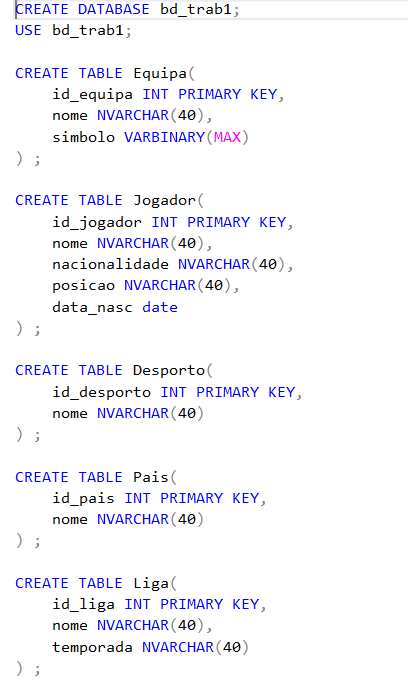 CREATE DATABASE bd_trab1;
USE bd_trab1;
CREATE TABLE Equipa(
id_equipa INT PRIMARY KEY,
nome NVARCHAR(40),
simbolo VARBINARY(MAX)
) ;
CREATE TABLE Jogador(
id_jogador INT PRIMARY KEY,
nome NVARCHAR(40),
nacionalidade NVARCHAR(40),
posicao NVARCHAR(40),
data_nasc date
) ;
CREATE TABLE Desporto(
id_desporto INT PRIMARY KEY,
nome NVARCHAR(40)
) ;
CREATE TABLE Pais(
id_pais INT PRIMARY KEY,
nome NVARCHAR(40)
) ;
CREATE TABLE Liga(
id_liga INT PRIMARY KEY,
nome NVARCHAR(40),
temporada NVARCHAR(40)
) ;